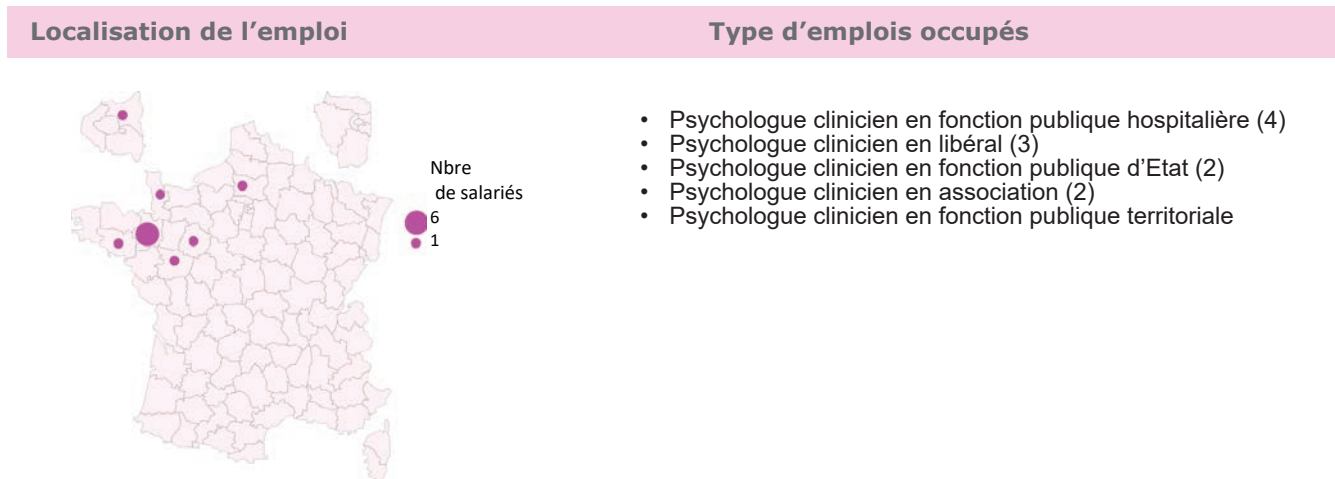 Localisation de l’emploi
Type d’emplois occupés
Nbre
de salariés
6
1
• Psychologue clinicien en fonction publique hospitalière (4)
• Psychologue clinicien en libéral (3)
• Psychologue clinicien en fonction publique d’Etat (2)
• Psychologue clinicien en association (2)
• Psychologue clinicien en fonction publique territoriale